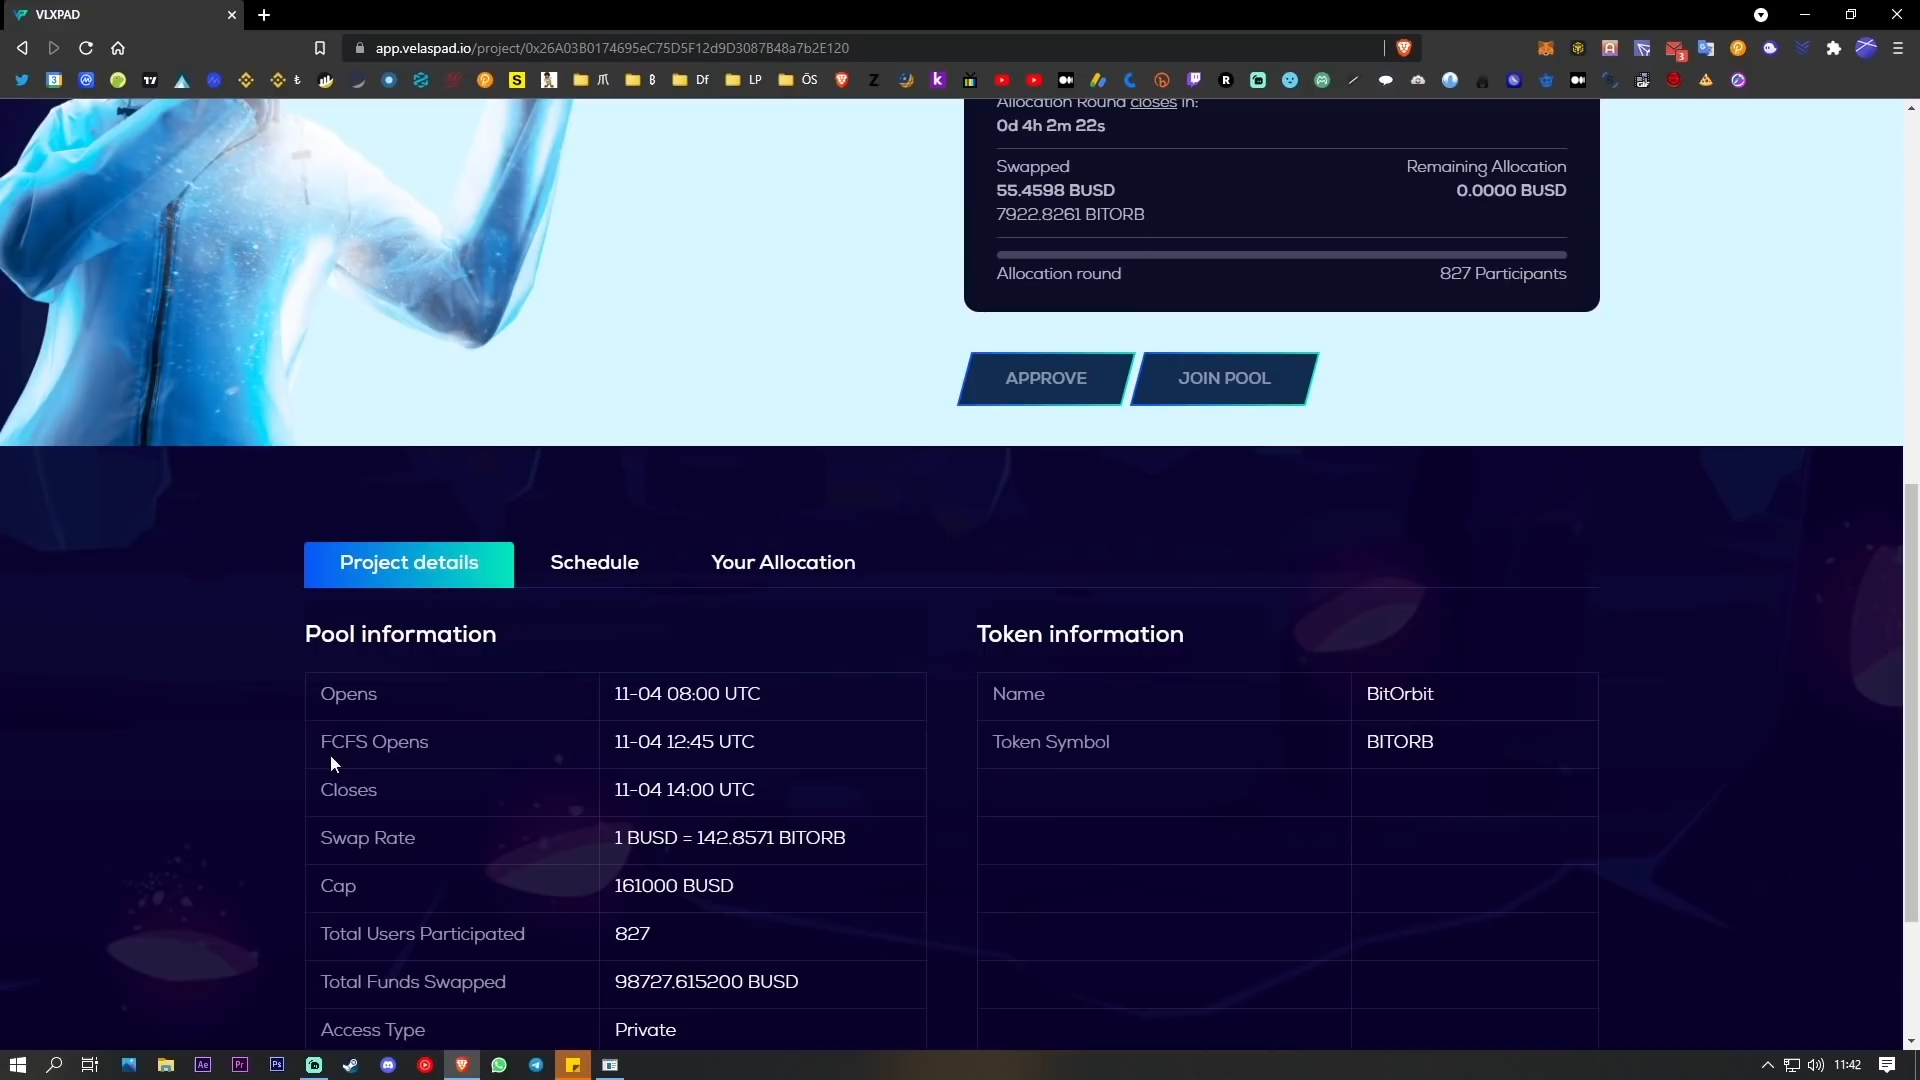 VLXPAD
app.velaspad.io/project/0x26A03B0174695eC75D5F12d9D3087B48a7b2E120
Df
LP
ÖS
Allocation Round closes in:
0d 4h 2m 22s
Swapped
Remaining Allocation
55.4598 BUSD
0.0000 BUSD
7922.8261 BITORB
Allocation round
827 Participants
APPROVE
JOIN POOL
Project details
Schedule
Your Allocation
Pool information
Token information
Opens
11-04 08:00 UTC
Name
BitOrbit
FCFS Opens
11-04 12:45 UTC
Token Symbol
BITORB
Closes
11-04 14:00 UTC
Swap Rate
1 BUSD = 142.8571 BITORB
Cap
161000 BUSD
Total Users Participated
827
Total Funds Swapped
98727.615200 BUSD
Access Type
Private
11:42